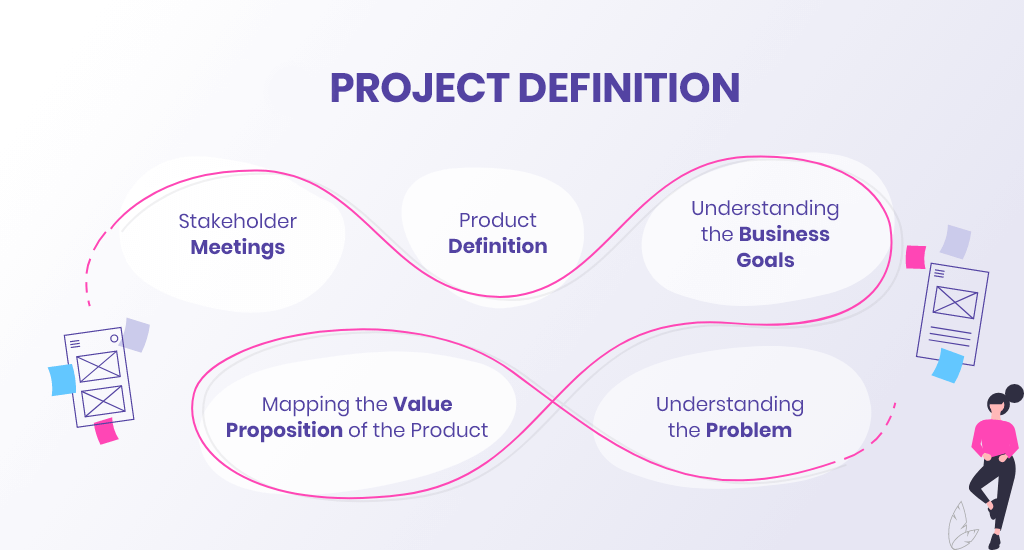 PROJECT DEFINITION
Stakeholder
Meetings
Product
Definition
Understanding
the Business
Goals
Mapping the Value
Proposition of the Product
Understanding
the Problem